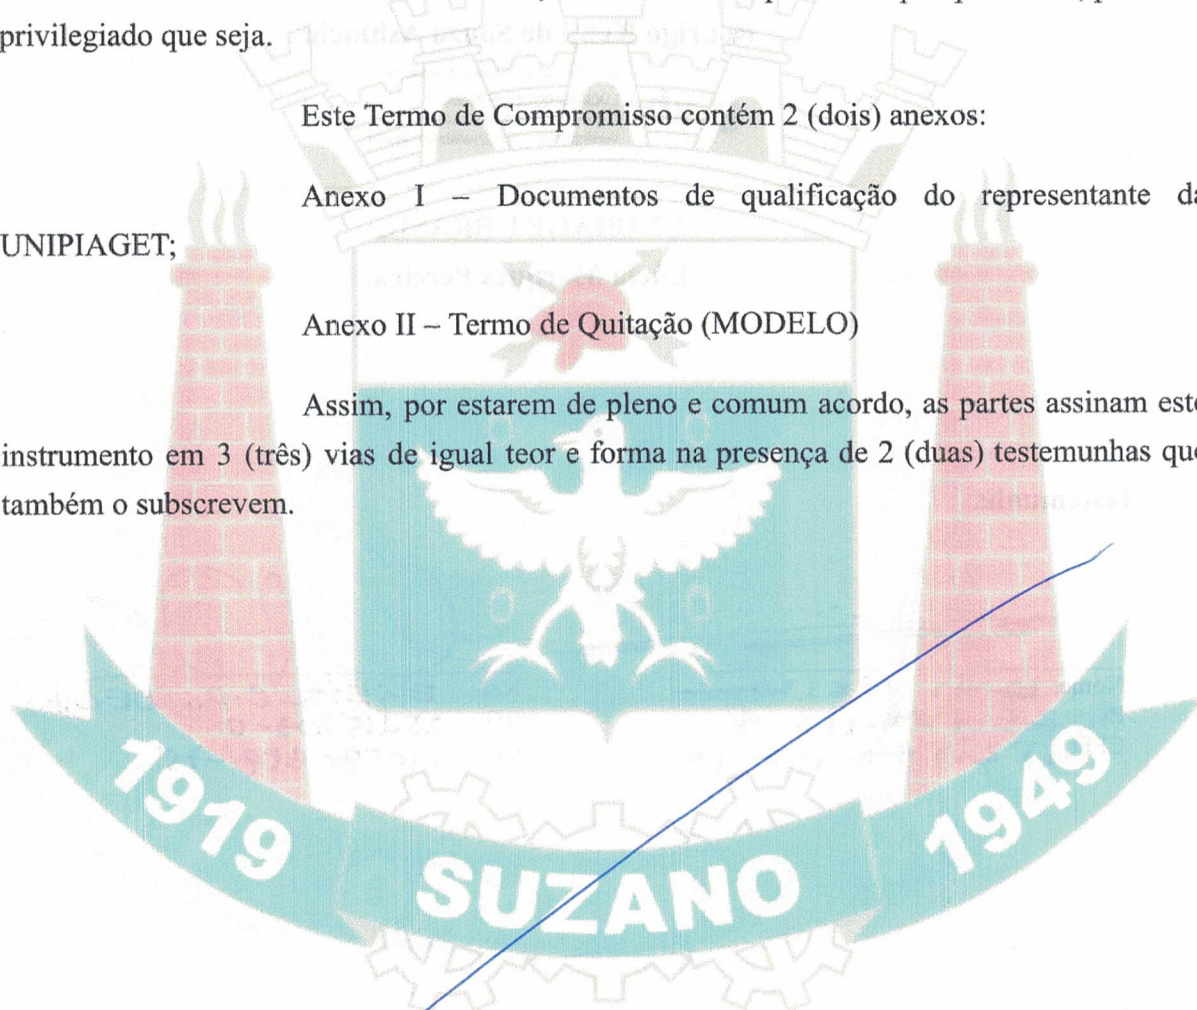 privilegiado que seja.
Este Termo de Compromisso contém 2 (dois) anexos:
Anexo I – Documentos de qualificação do representante da
UNIPIAGET;
Anexo II – Termo de Quitação (MODELO)
Assim, por estarem de pleno e comum acordo, as partes assinam este
instrumento em 3 (três) vias de igual teor e forma na presença de 2 (duas) testemunhas que
também o subscrevem.
1919 SUZANO 1949